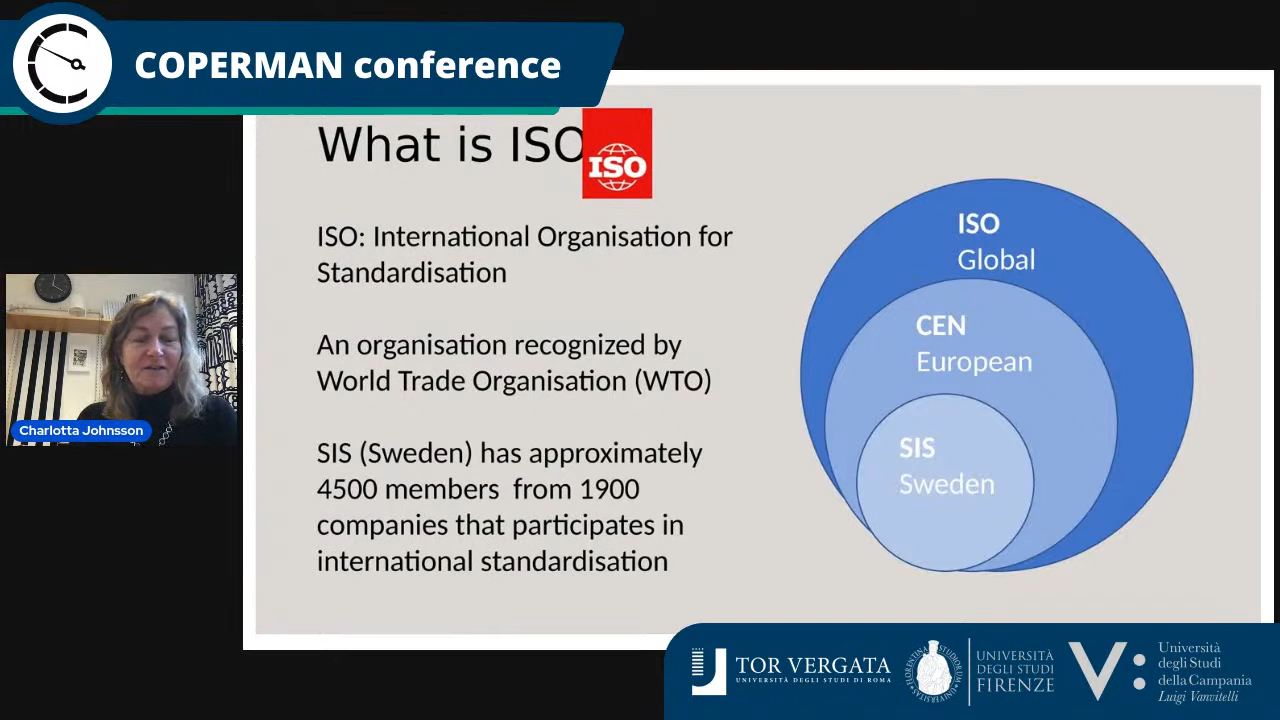 COPERMAN conference
What is ISO
ISO
ISO: International Organisation for
Standardisation
An organisation recognized by
World Trade Organisation (WTO)
SIS (Sweden) has approximately
4500 members  from 1900
companies that participates in
international standardisation
ISO
Global
CEN
European
SIS
Sweden
Charlotta Johnsson
TOR VERGATA
UNIVERSITÀ DEGLI STUDI DI ROMA
UNIVERSITÀ
DEGLI STUDI
FIRENZE
V:
Università
degli Studi
della Campania
Luigi Vanvitelli